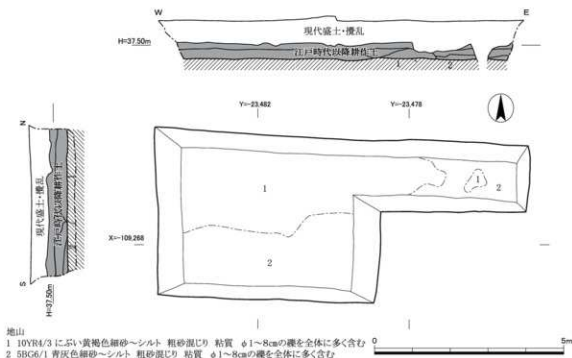 W
E
現代盛土・攪乱
H=37.50m
江戸時代以降耕作土
1
2
Y=-23,482
Y=-23,478
N
現代盛土・攪乱
江戸時代以降耕作土
S
H=37.50m
1
1
2
2
X=-109,268
地山
1 10YR4/3 にぶい黄褐色細砂~シルト 粗砂混じり 粘質 φ1~8cmの礫を全体に多く含む
2 5BG6/1 青灰色細砂~シルト 粗砂混じり 粘質 φ1~8cmの礫を全体に多く含む
0
5m